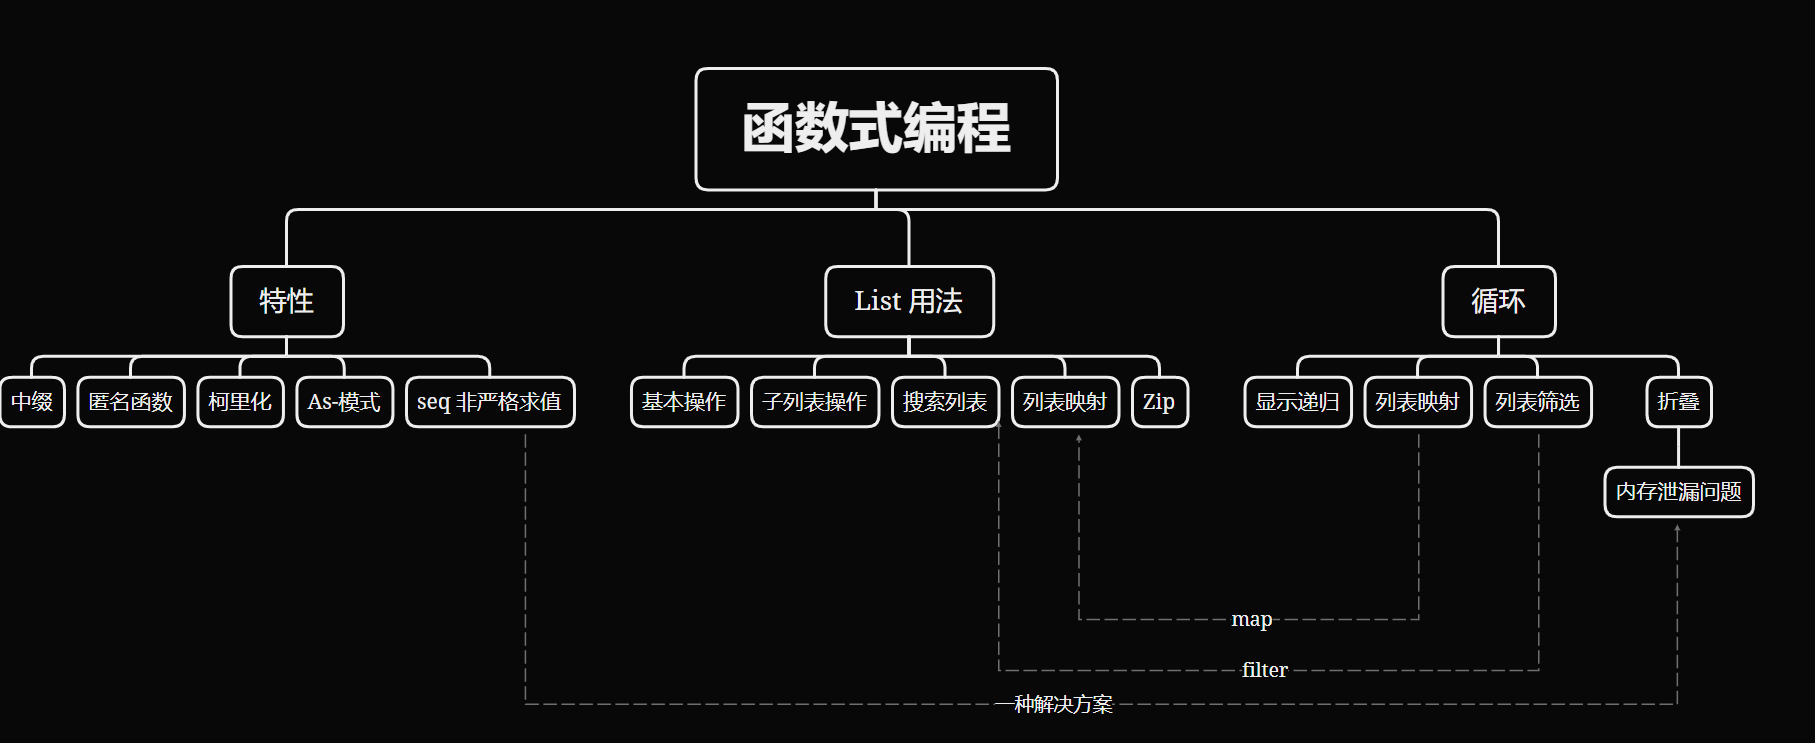 函数式编程
特性
List 用法
循环
中缀
匿名函数
柯里化
As-模式
seq 非严格求值
基本操作
子列表操作
搜索列表
列表映射
Zip
显示递归
列表映射
列表筛选
折叠
内存泄漏问题
map
filter
一种解决方案